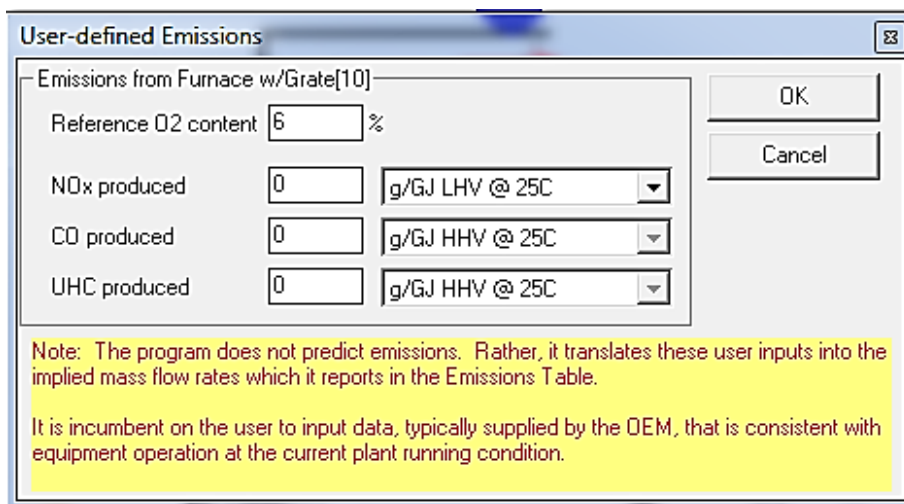 User-defined Emissions
Emissions from Furnace w/Grate[10]
OK
Reference O2 content 6 %
Cancel
NOx produced 0 g/GJ LHV @ 25C
CO produced 0 g/GJ HHV @ 25C
UHC produced 0 g/GJ HHV @ 25C
Note: The program does not predict emissions. Rather, it translates these user inputs into the
implied mass flow rates which it reports in the Emissions Table.
It is incumbent on the user to input data, typically supplied by the OEM, that is consistent with
equipment operation at the current plant running condition.